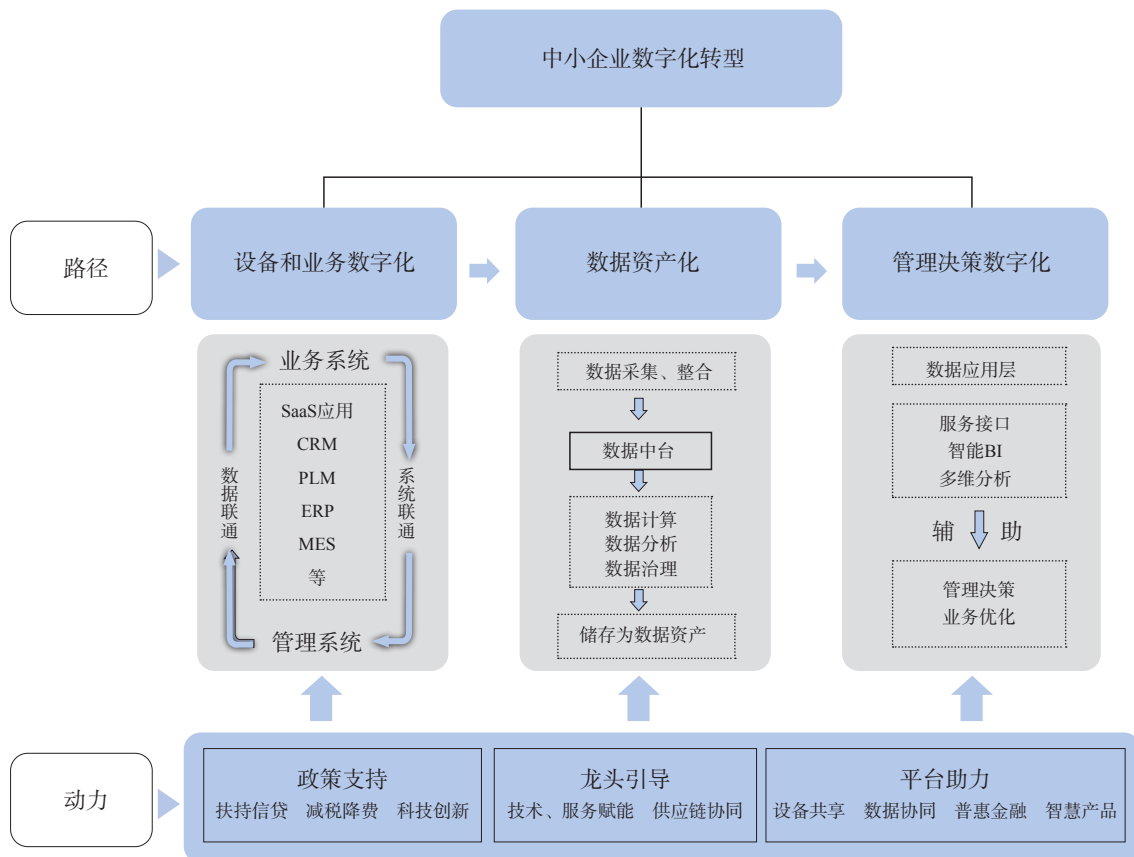 中小企业数字化转型
路径
设备和业务数字化
数据资产化
管理决策数字化
业务系统
SaaS应用
CRM
PLM
ERP
MES
等
数据联通
系统联通
管理系统
数据采集、整合
数据中台
数据计算
数据分析
数据治理
储存为数据资产
数据应用层
服务接口
智能BI
多维分析
辅 助
管理决策
业务优化
动力
政策支持
扶持信贷 减税降费 科技创新
龙头引导
技术、服务赋能 供应链协同
平台助力
设备共享 数据协同 普惠金融 智慧产品